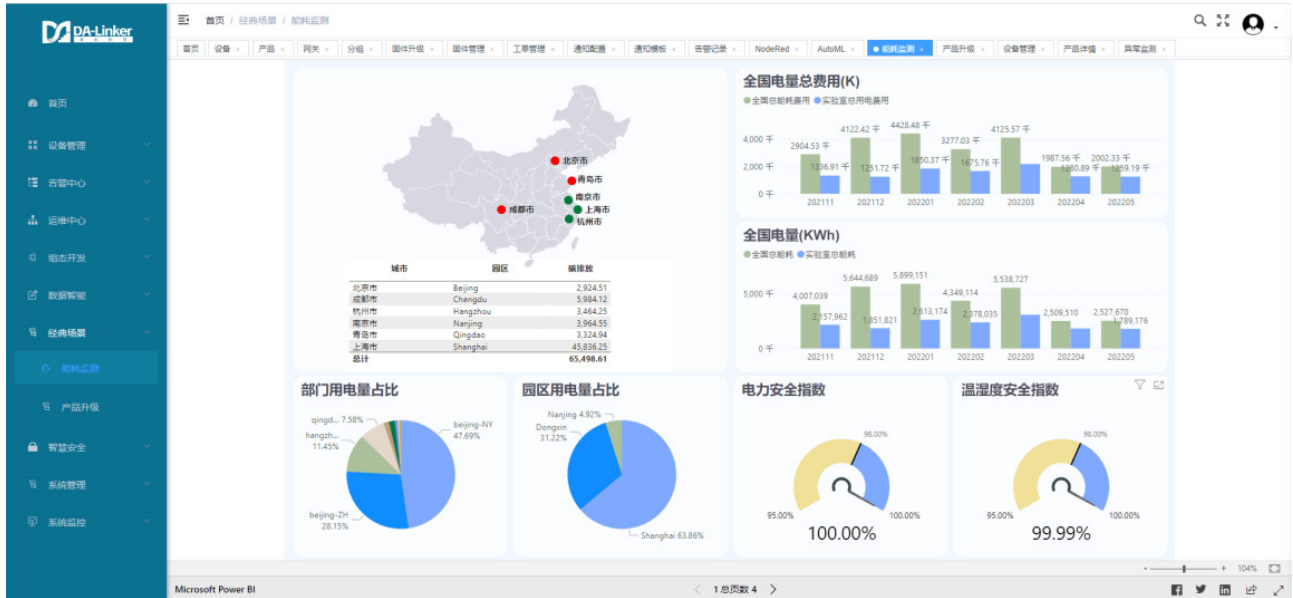 DA-Linker
首页 / 经典场景 / 能耗监测
首页 设备 产品 网关 分组 固件升级 固件管理 工单管理 通知配置 通知模板 告警记录 NodeRed AutoML 能耗监测 产品升级 设备管理 产品详情 异常监测
首页
设备管理
告警中心
运维中心
组态开发
数据智能
经典场景
能耗监测
产品升级
智慧安全
系统管理
系统监控
北京市
青岛市
南京市
成都市
上海市
杭州市
城市 园区 碳排放
北京市 Beijing 2,924.51
成都市 Chengdu 5,984.12
杭州市 Hangzhou 3,464.25
南京市 Nanjing 3,964.55
青岛市 Qingdao 3,324.94
上海市 Shanghai 45,836.25
总计 65,498.61
全国电量总费用(K)
全国总能耗费用 实验室总用电费用
4428.48 千
4122.42 千 4125.57 千
2904.53 千 3277.03 千
4,000 千
1987.56 千 2002.33 千
1336.91 千 1251.72 千 1850.37 千 1675.76 千 1280.89 千 1259.19 千
2,000 千
0 千
202111 202112 202201 202202 202203 202204 202205
全国电量(KWh)
全国总能耗 实验室总能耗
5,644,689 5,899,151 5,538,727
4,007,039 4,349,114
5,000 千
2,157,962 1,851,821 2,613,174 2,378,035 2,509,510 2,527,670
1,789,176
0 千
202111 202112 202201 202202 202203 202204 202205
部门用电量占比
qingd... 7.58%
beijing-NY
47.69%
hangzh...
11.45%
beijing-ZH
28.15%
园区用电量占比
Nanjing 4.92%
Dongxin
31.22%
Shanghai 63.86%
电力安全指数
98.00%
95.00% 100.00%
100.00%
温湿度安全指数
98.00%
95.00% 100.00%
99.99%
104%
Microsoft Power BI
1 总页数 4